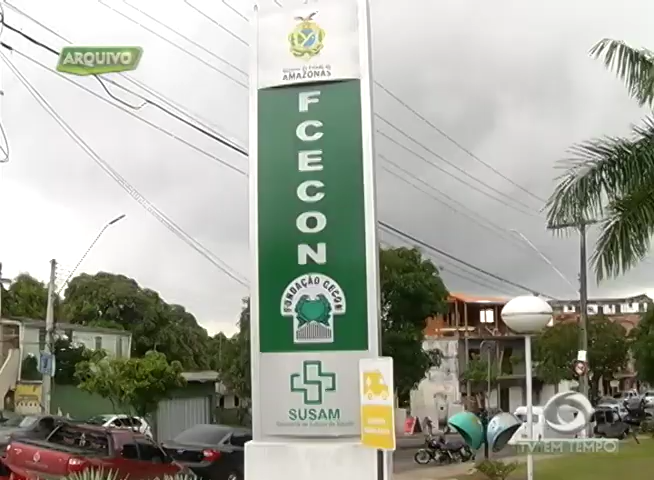 ARQUIVO
AMAZONAS
FCECON
FUNDAÇÃO CECON
SUSAM
TV EM TEMPO